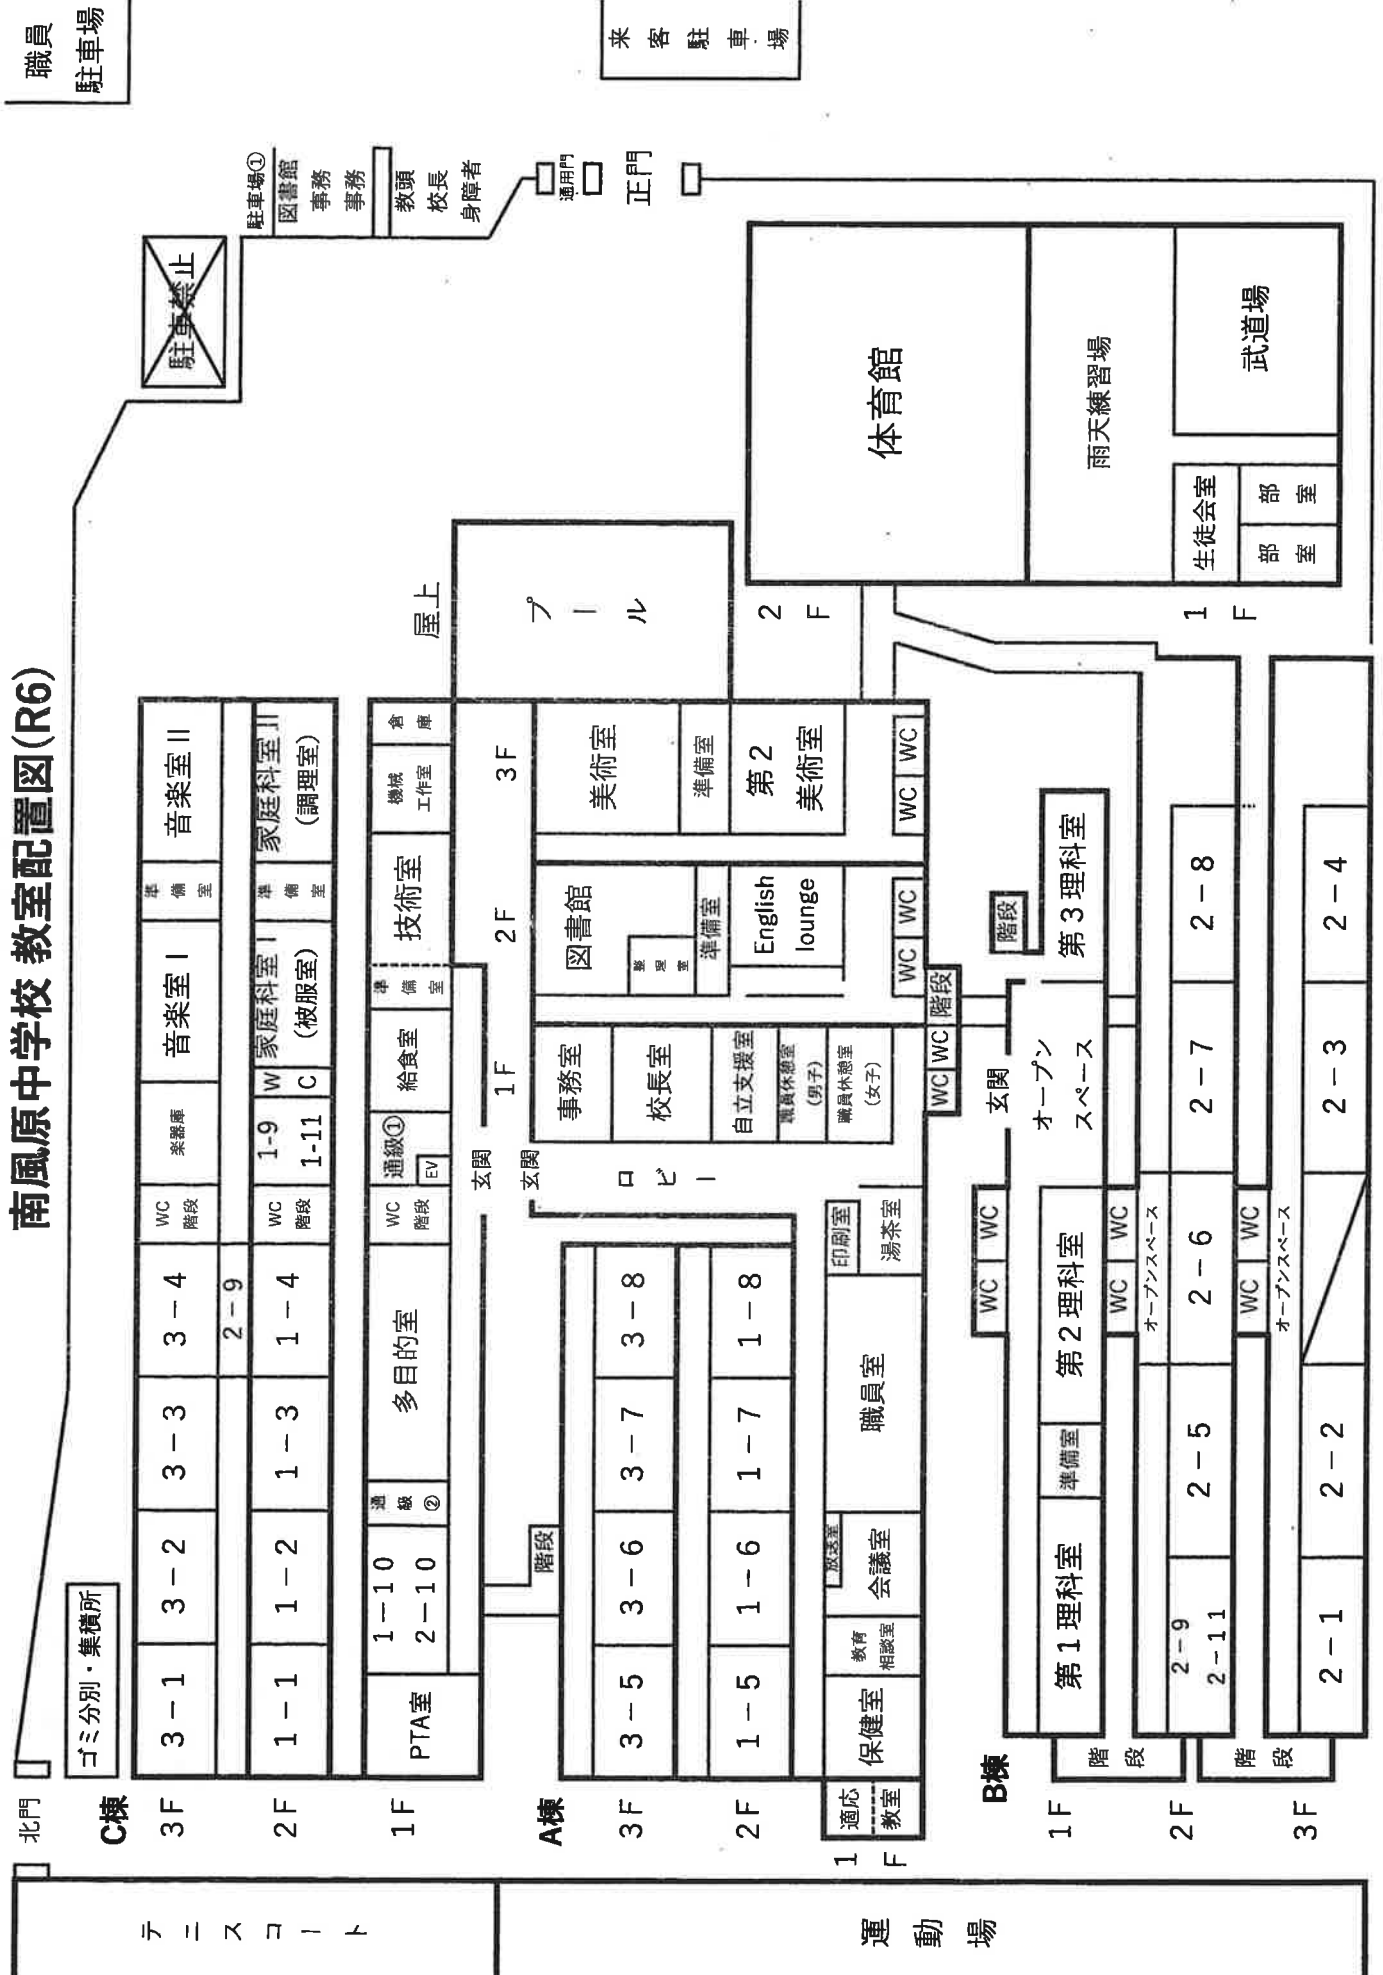 南風原中学校 教室配置図(R6)
職員
駐車場
来客駐車場
駐車場①
図書館
事務
事務
教頭
校長
身障者
通用門
正門
駐車禁止
北門
ゴミ分別・集積所
C棟
3F
3－1
3－2
3－3
3－4
WC
階段
楽器庫
音楽室Ⅰ
準備室
音楽室Ⅱ
2－9
2F
1－1
1－2
1－3
1－4
WC
階段
1-9
1-11
WC
家庭科室Ⅰ
(被服室)
準備室
家庭科室Ⅱ
(調理室)
1F
PTA室
1－10
2－10
通級②
多目的室
WC
階段
通級①
EV
給食室
準備室
技術室
機械
工作室
倉庫
屋上
プール
玄関
玄関
階段
A棟
3F
3－5
3－6
3－7
3－8
2F
1－5
1－6
1－7
1－8
1F
適応
教室
保健室
教育
相談室
放送室
会議室
職員室
印刷室
湯茶室
ロビー
1F
事務室
校長室
自立支援室
職員休憩室
(男子)
職員休憩室
(女子)
WC
WC
階段
2F
図書館
整理室
準備室
English
lounge
WC
WC
3F
美術室
準備室
第2
美術室
WC
WC
2F
体育館
雨天練習場
武道場
生徒会室
部室
部室
1F
B棟
1F
第1理科室
準備室
第2理科室
WC
WC
玄関
オープン
スペース
階段
第3理科室
階段
2F
2－9
2－11
2－5
2－6
WC
WC
オープンスペース
2－7
2－8
階段
3F
2－1
2－2
WC
WC
オープンスペース
2－3
2－4
テニスコート
運動場